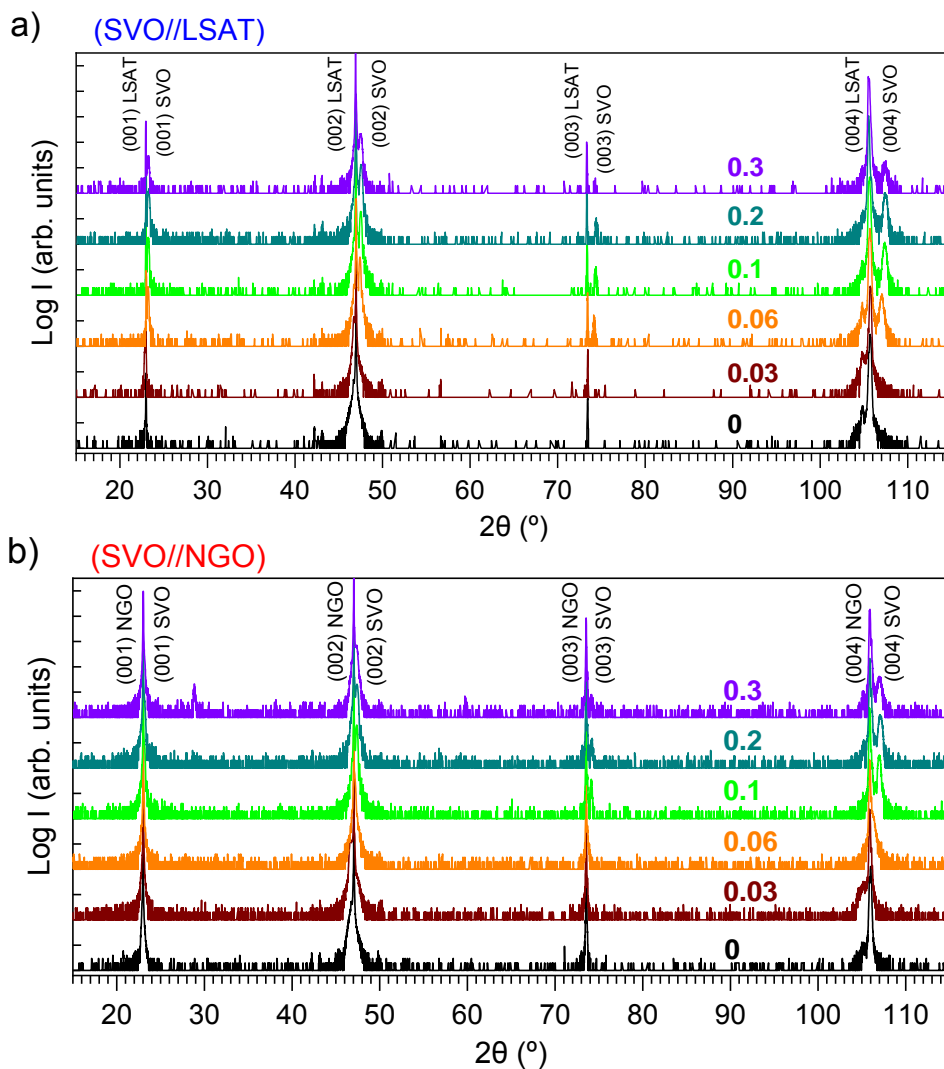 a)
(SVO//LSAT)
Log I (arb. units)
(001) LSAT
(001) SVO
(002) LSAT
(002) SVO
(003) LSAT
(003) SVO
(004) LSAT
(004) SVO
0.3
0.2
0.1
0.06
0.03
0
20 30 40 50 60 70 80 90 100 110
2θ (º)
b)
(SVO//NGO)
Log I (arb. units)
(001) NGO
(001) SVO
(002) NGO
(002) SVO
(003) NGO
(003) SVO
(004) NGO
(004) SVO
0.3
0.2
0.1
0.06
0.03
0
20 30 40 50 60 70 80 90 100 110
2θ (º)